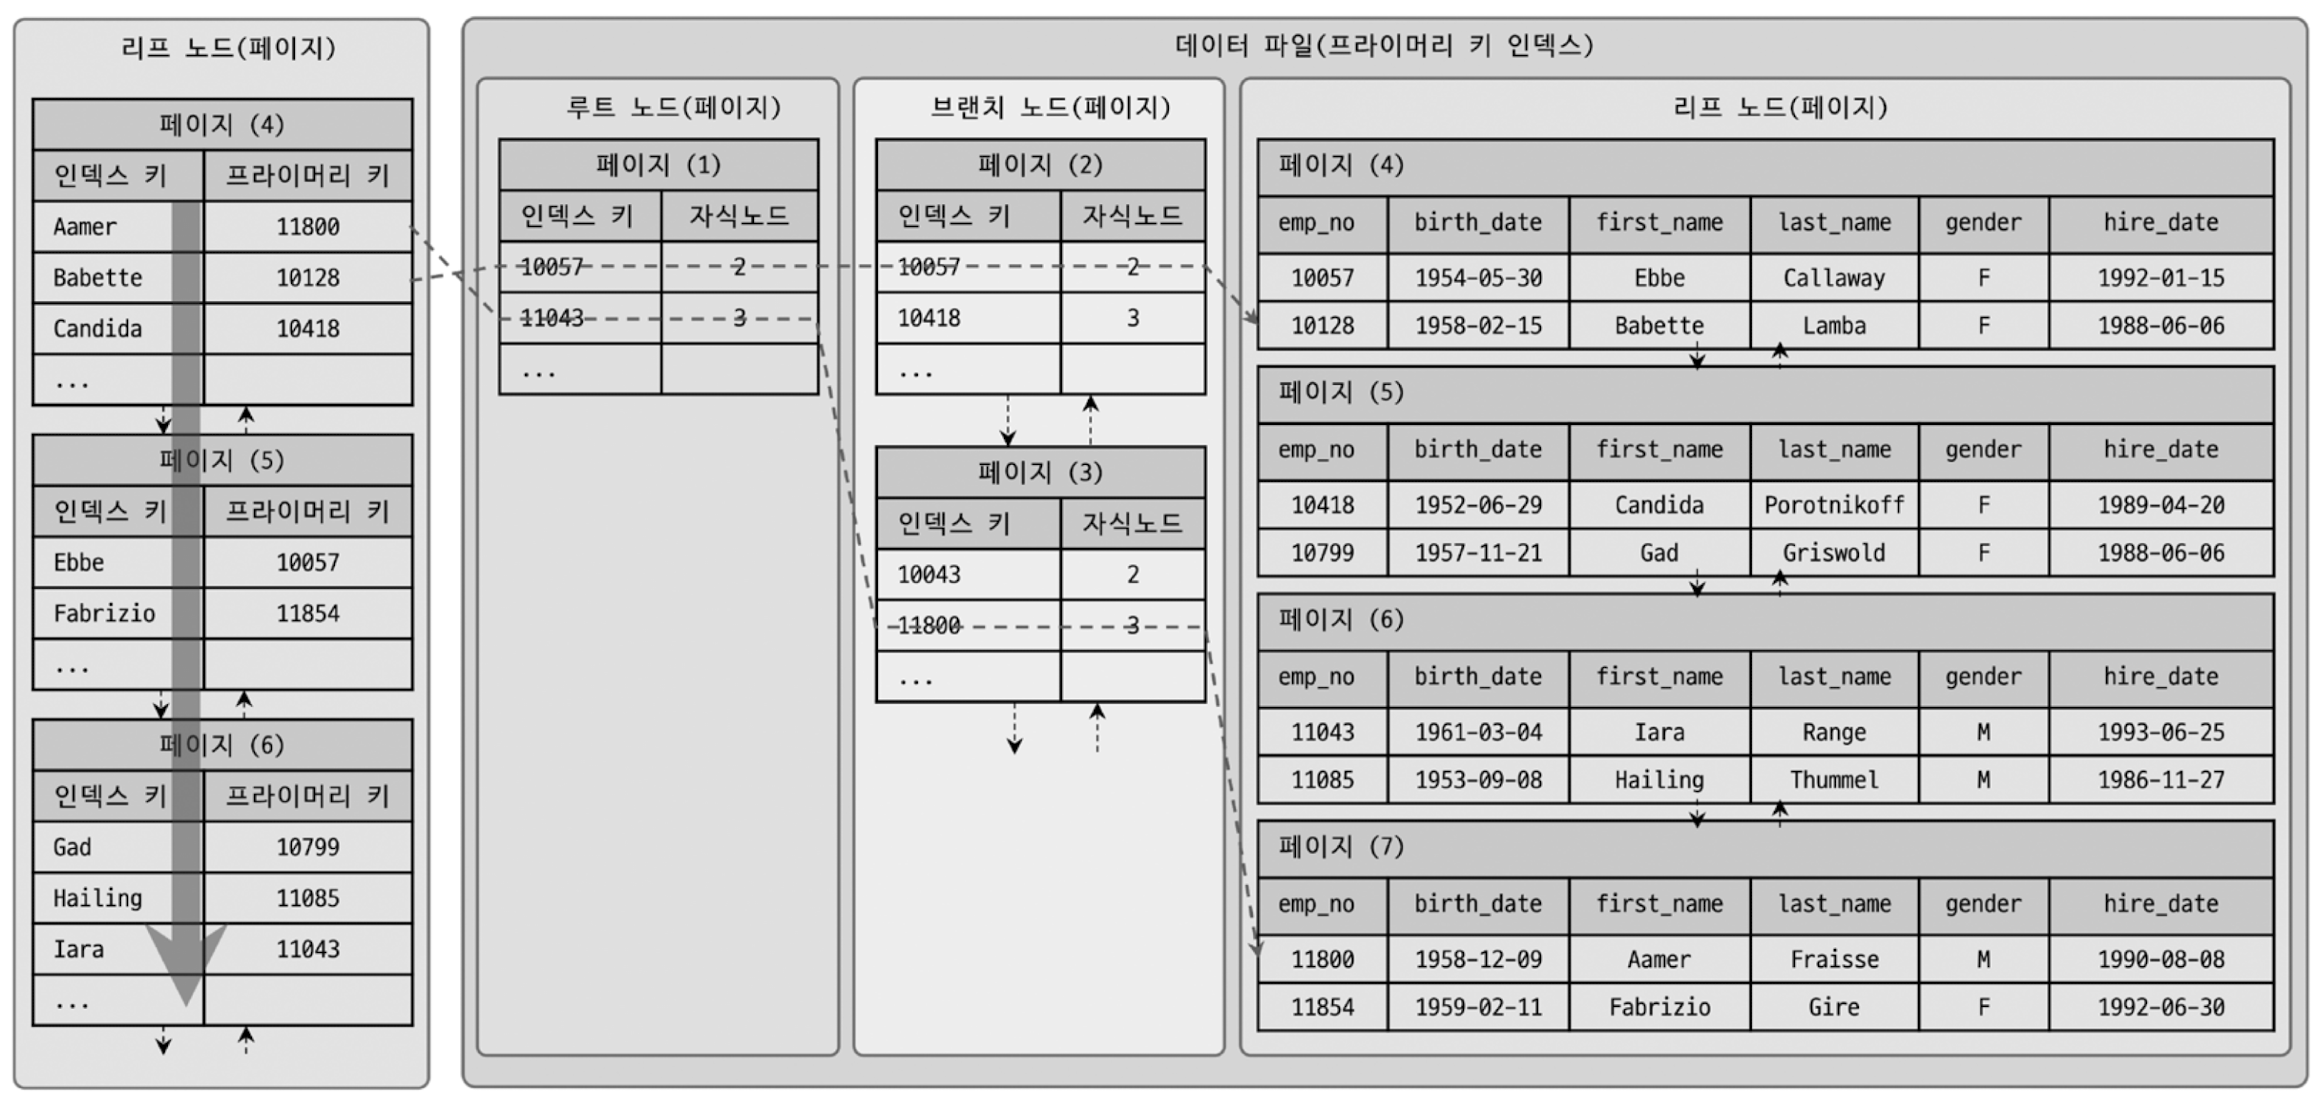 리프 노드(페이지)
페이지 (4)
인덱스 키 프라이머리 키
Aamer 11800
Babette 10128
Candida 10418
...
페이지 (5)
인덱스 키 프라이머리 키
Ebbe 10057
Fabrizio 11854
...
페이지 (6)
인덱스 키 프라이머리 키
Gad 10799
Hailing 11085
Iara 11043
...
데이터 파일(프라이머리 키 인덱스)
루트 노드(페이지)
페이지 (1)
인덱스 키 자식노드
10057 2
11043 3
...
브랜치 노드(페이지)
페이지 (2)
인덱스 키 자식노드
10057 2
10418 3
...
페이지 (3)
인덱스 키 자식노드
10043 2
11800 3
...
리프 노드(페이지)
페이지 (4)
emp_no birth_date first_name last_name gender hire_date
10057 1954-05-30 Ebbe Callaway F 1992-01-15
10128 1958-02-15 Babette Lamba F 1988-06-06
페이지 (5)
emp_no birth_date first_name last_name gender hire_date
10418 1952-06-29 Candida Porotnikoff F 1989-04-20
10799 1957-11-21 Gad Griswold F 1988-06-06
페이지 (6)
emp_no birth_date first_name last_name gender hire_date
11043 1961-03-04 Iara Range M 1993-06-25
11085 1953-09-08 Hailing Thummel M 1986-11-27
페이지 (7)
emp_no birth_date first_name last_name gender hire_date
11800 1958-12-09 Aamer Fraisse M 1990-08-08
11854 1959-02-11 Fabrizio Gire F 1992-06-30